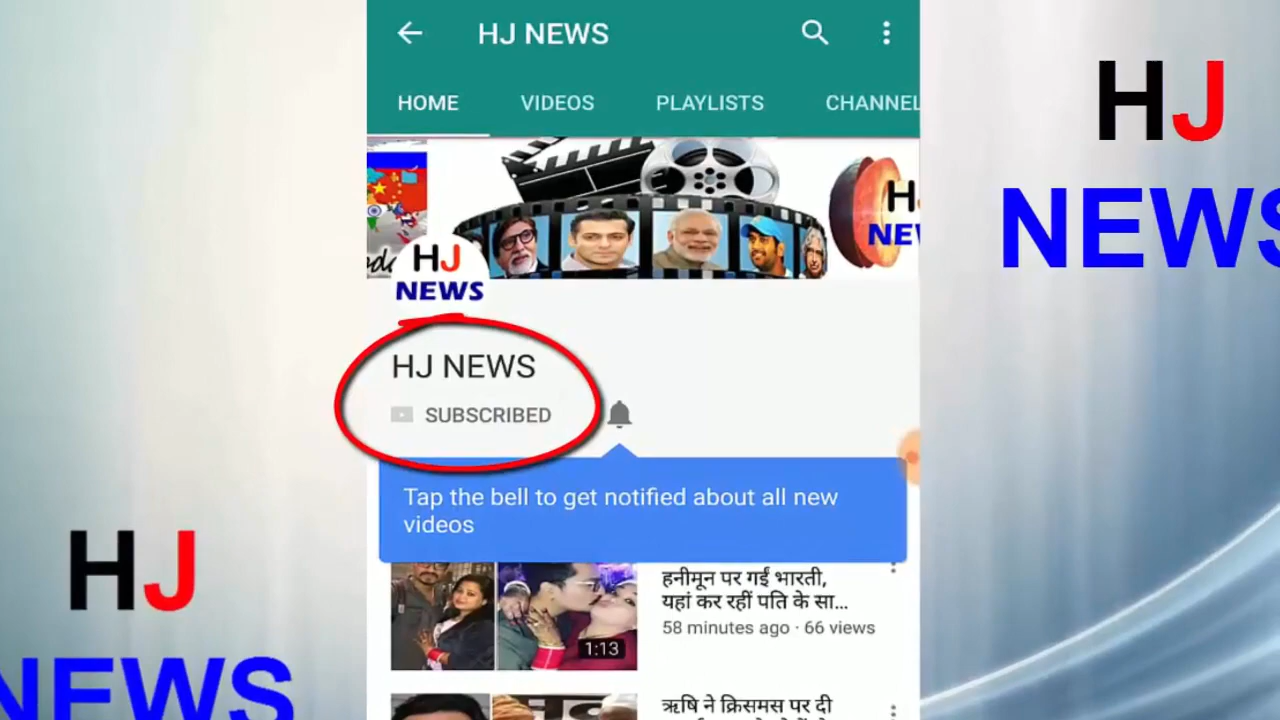 HJ NEWS
HOME VIDEOS PLAYLISTS CHANNEL
HJ
NEWS
HJ
NEWS
HJ
NEWS
HJ NEWS
SUBSCRIBED
Tap the bell to get notified about all new
videos
हनीमून पर गईं भारती,
यहां कर रहीं पति के सा...
58 minutes ago · 66 views
1:13
HJ
NEWS
ऋषि ने क्रिसमस पर दी